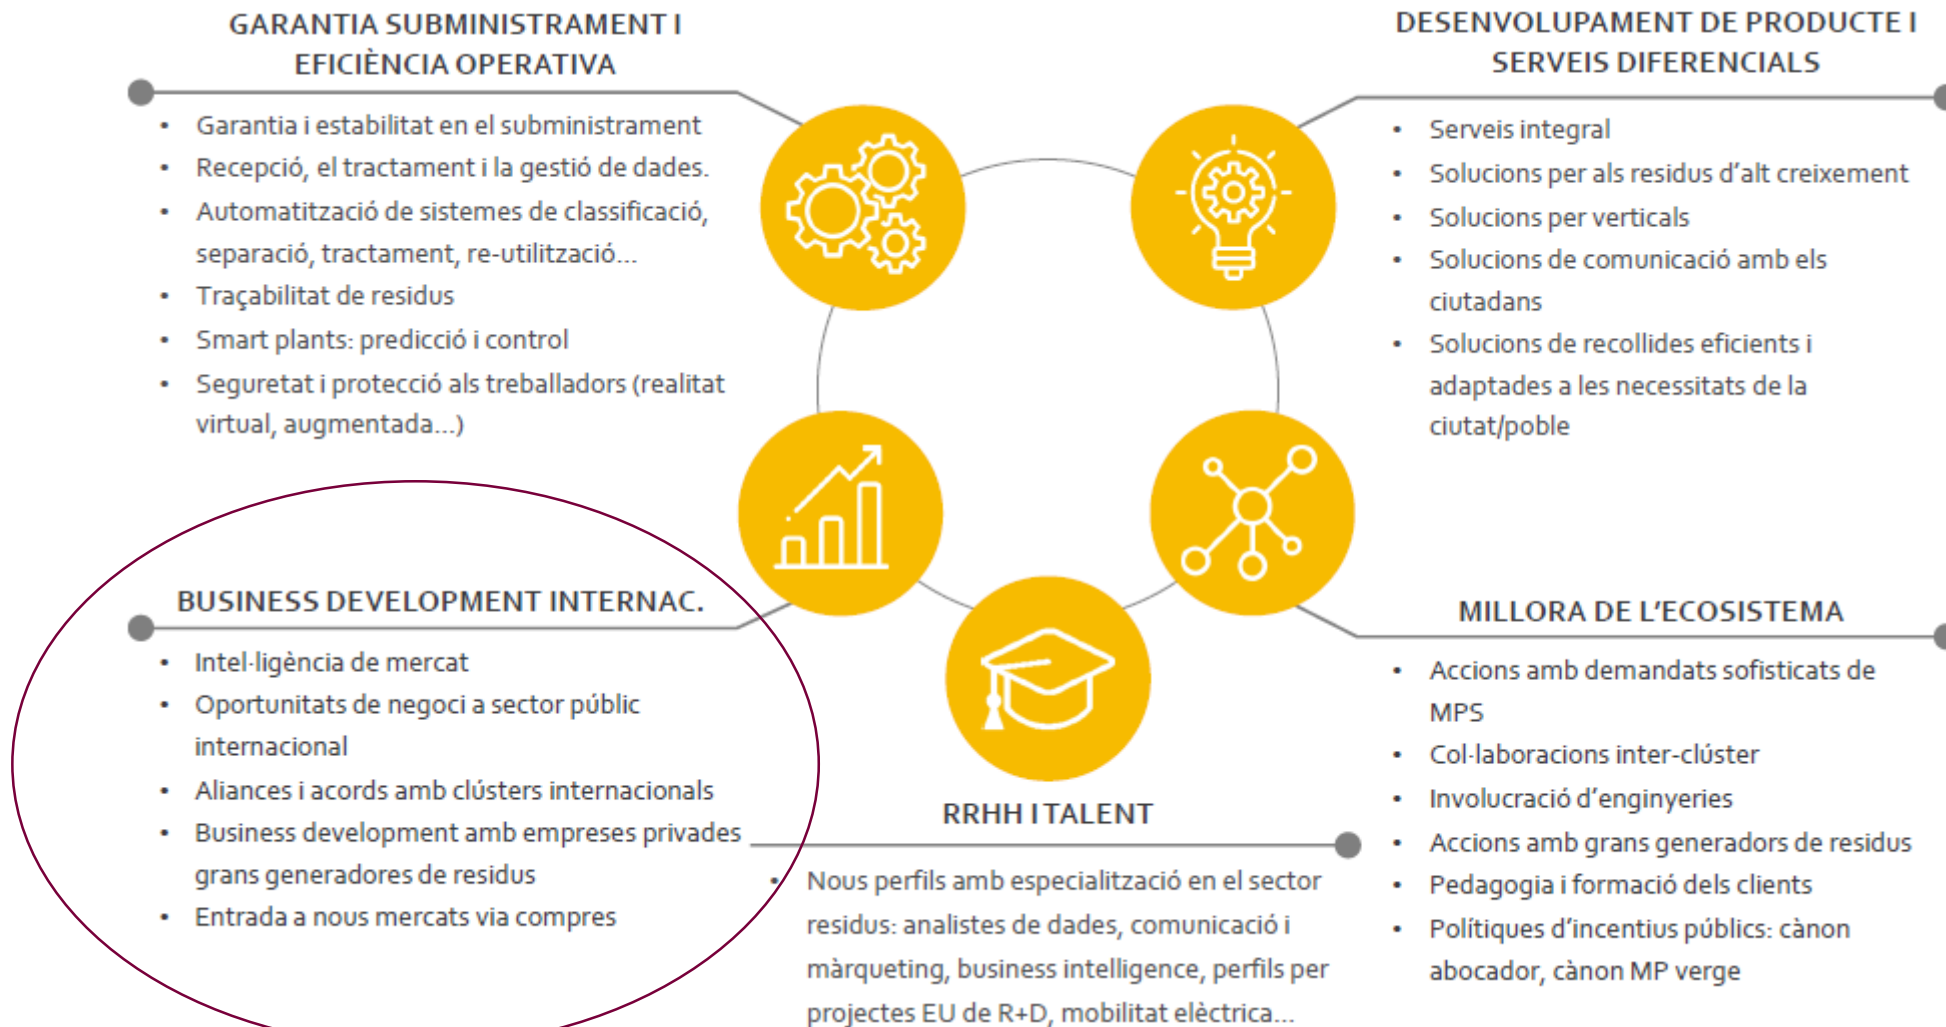 GARANTIA SUBMINISTRAMENT I
EFICIÈNCIA OPERATIVA
• Garantia i estabilitat en el subministrament
• Recepció, el tractament i la gestió de dades.
• Automatització de sistemes de classificació,
separació, tractament, re-utilització...
• Traçabilitat de residus
• Smart plants: predicció i control
• Seguretat i protecció als treballadors (realitat
virtual, augmentada...)
DESENVOLUPAMENT DE PRODUCTE I
SERVEIS DIFERENCIALS
• Serveis integral
• Solucions per als residus d'alt creixement
• Solucions per verticals
• Solucions de comunicació amb els
ciutadans
• Solucions de recollides eficients i
adaptades a les necessitats de la
ciutat/poble
BUSINESS DEVELOPMENT INTERNAC.
• Intel·ligència de mercat
• Oportunitats de negoci a sector públic
internacional
• Aliances i acords amb clústers internacionals
• Business development amb empreses privades
grans generadores de residus
• Entrada a nous mercats via compres
RRHH I TALENT
• Nous perfils amb especialització en el sector
residus: analistes de dades, comunicació i
màrqueting, business intelligence, perfils per
projectes EU de R+D, mobilitat elèctrica...
MILLORA DE L'ECOSISTEMA
• Accions amb demandats sofisticats de
MPS
• Col·laboracions inter-clúster
• Involucració d'enginyeries
• Accions amb grans generadors de residus
• Pedagogia i formació dels clients
• Polítiques d'incentius públics: cànon
abocador, cànon MP verge